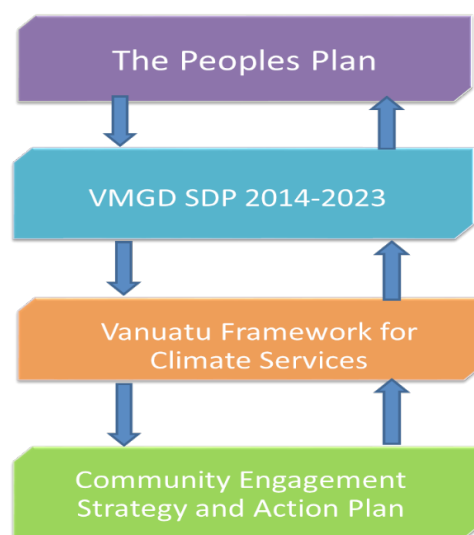 The Peoples Plan
VMGD SDP 2014-2023
Vanuatu Framework for
Climate Services
Community Engagement
Strategy and Action Plan